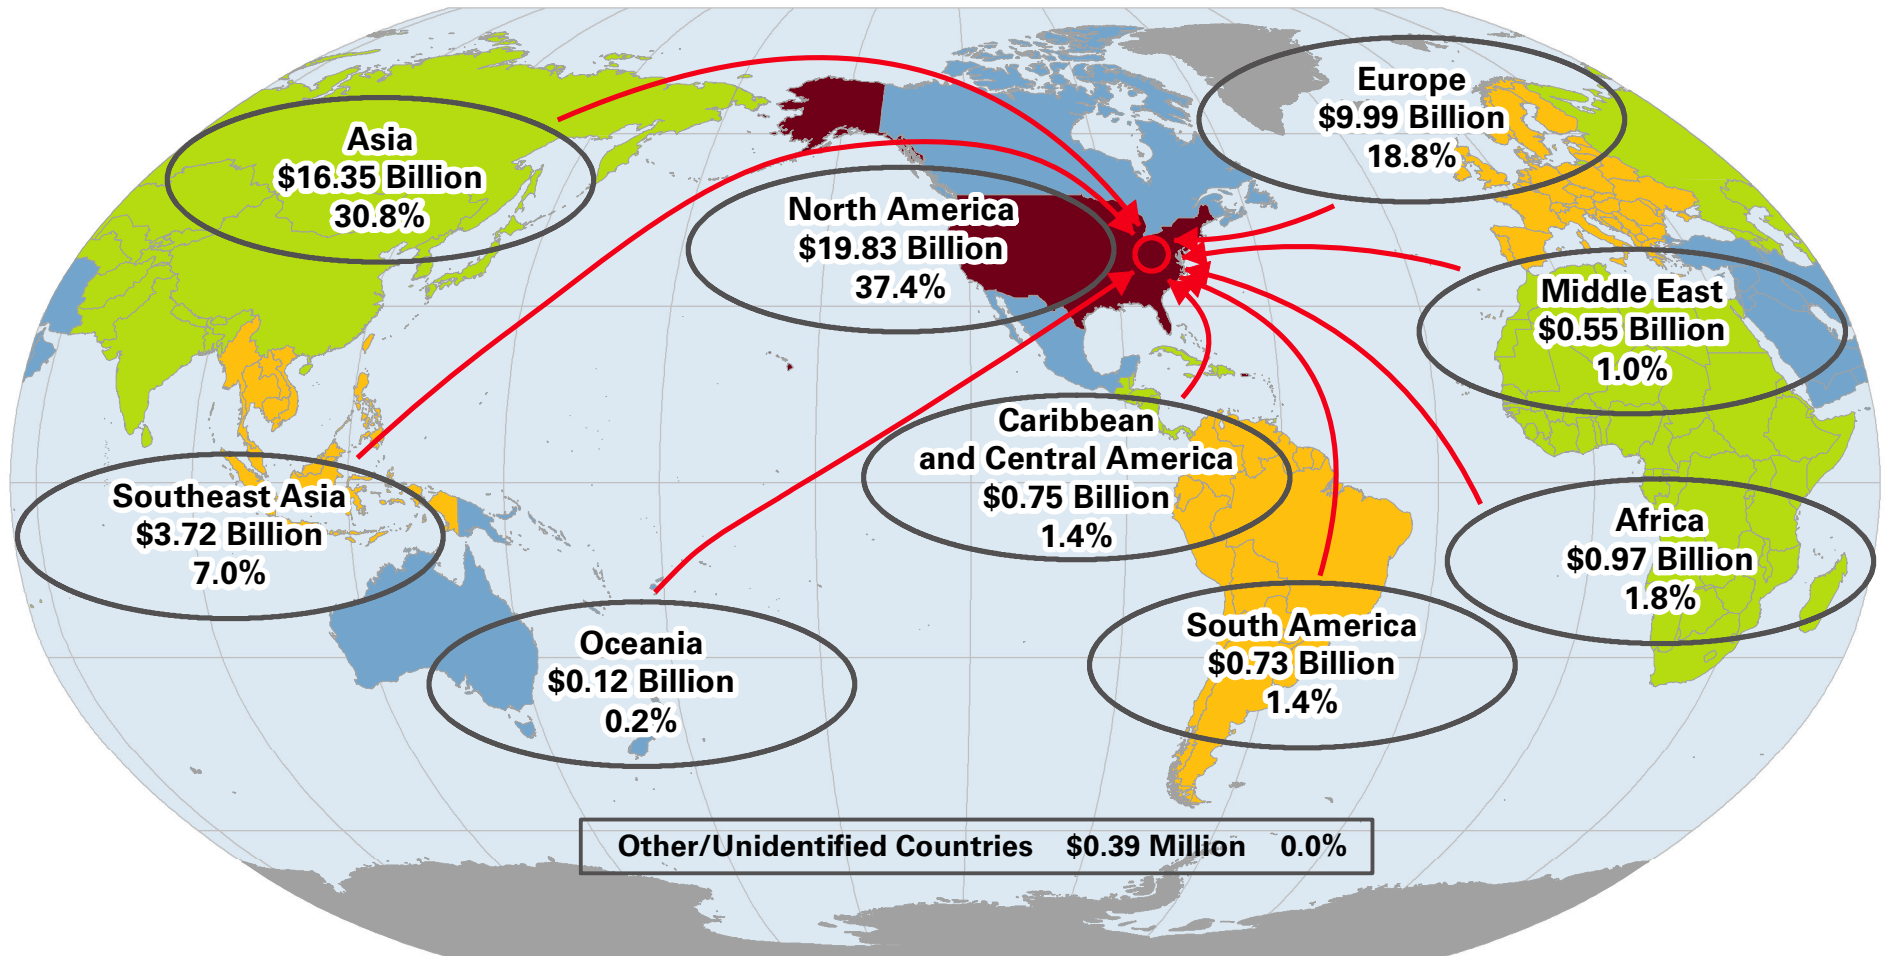 Europe
$9.99 Billion
18.8%
Asia
$16.35 Billion
30.8%
North America
$19.83 Billion
37.4%
Middle East
$0.55 Billion
1.0%
Caribbean
and Central America
$0.75 Billion
1.4%
Southeast Asia
$3.72 Billion
7.0%
Africa
$0.97 Billion
1.8%
South America
$0.73 Billion
1.4%
Oceania
$0.12 Billion
0.2%
Other/Unidentified Countries $0.39 Million 0.0%